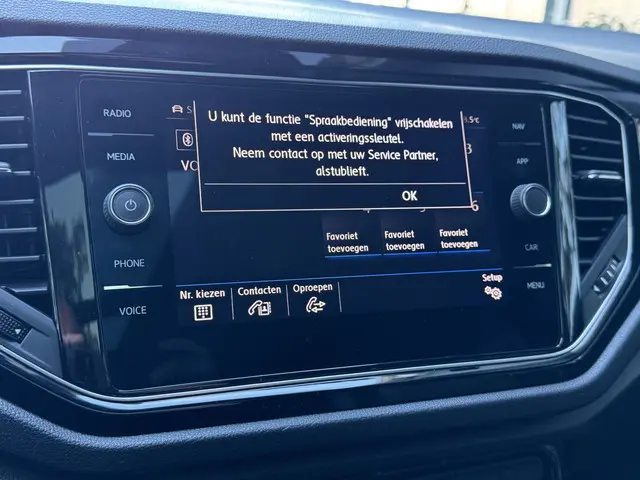 RADIO
MEDIA
PHONE
VOICE
U kunt de functie "Spraakbediening" vrijschakelen
met een activeringssleutel.
Neem contact op met uw Service Partner,
alstublieft.
OK
Favoriet toevoegen
Favoriet toevoegen
Favoriet toevoegen
Nr. kiezen
Contacten
Oproepen
Setup
NAV
APP
CAR
MENU